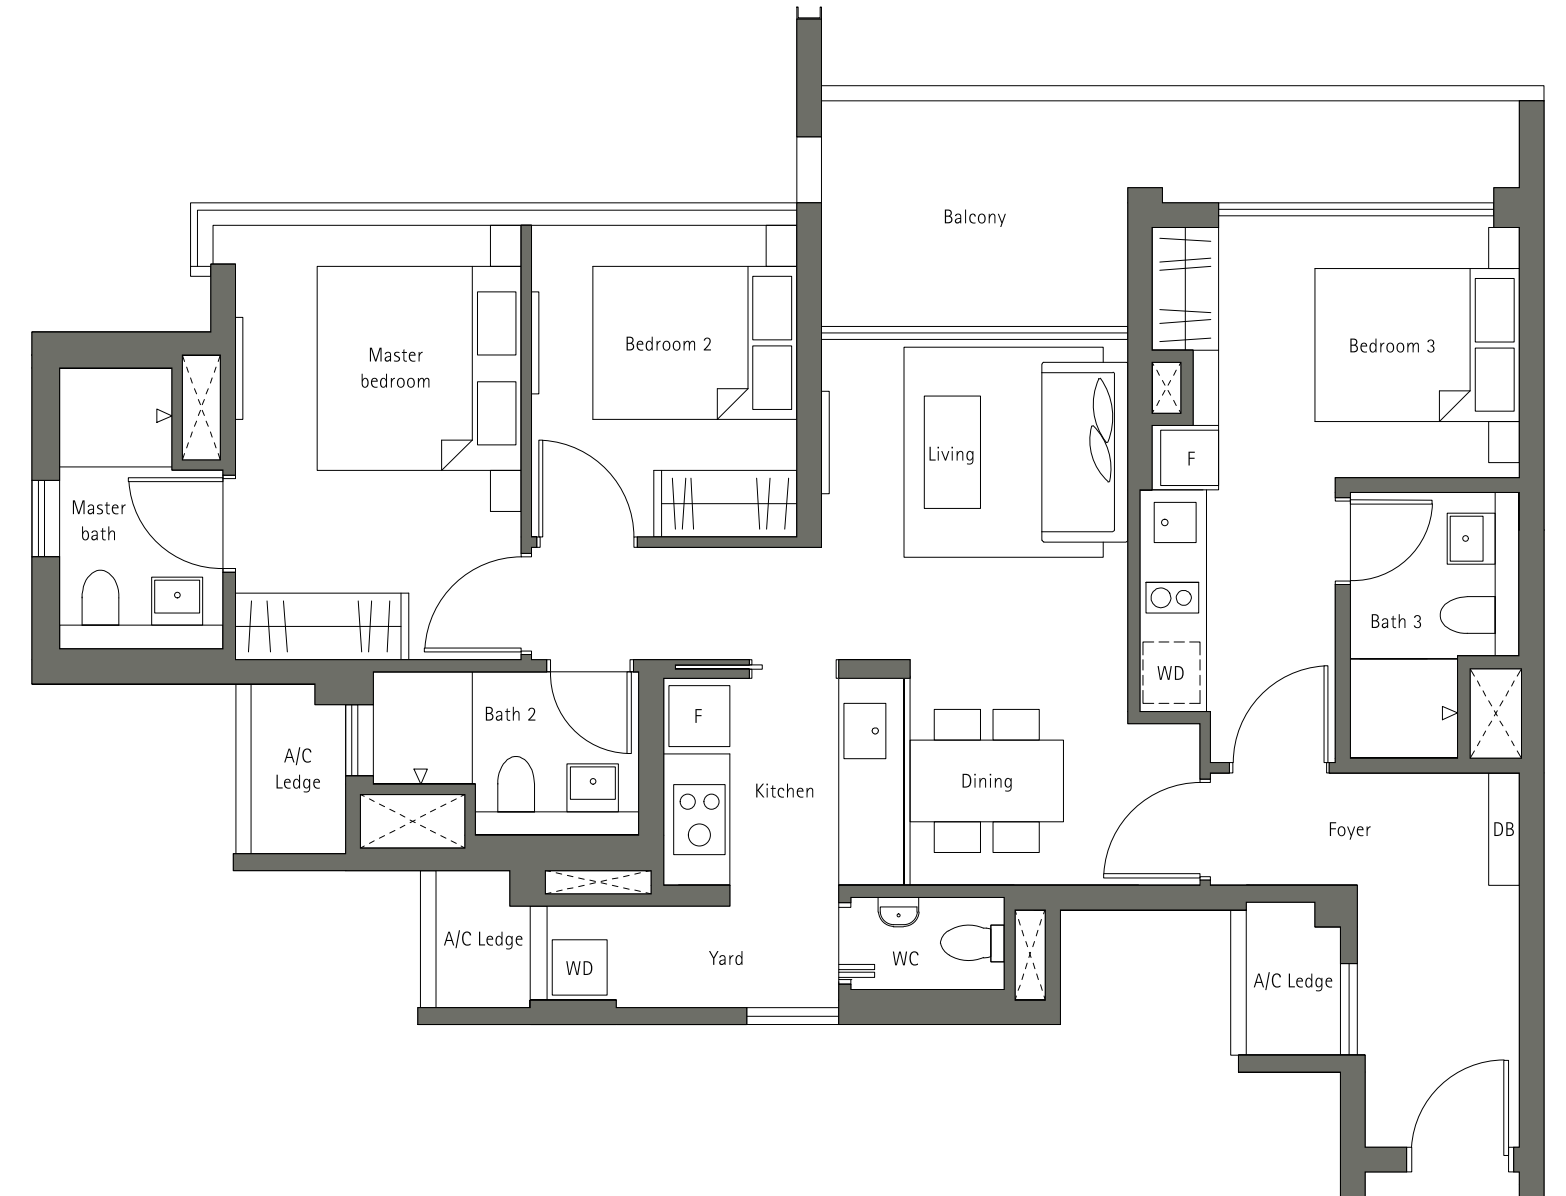 Balcony
Bedroom 2
Bedroom 3
Master
bedroom
Living
F
Master
bath
Bath 3
WD
Bath 2
F
A/C
Ledge
Kitchen
Dining
Foyer
DB
A/C Ledge
WD
Yard
WC
A/C Ledge